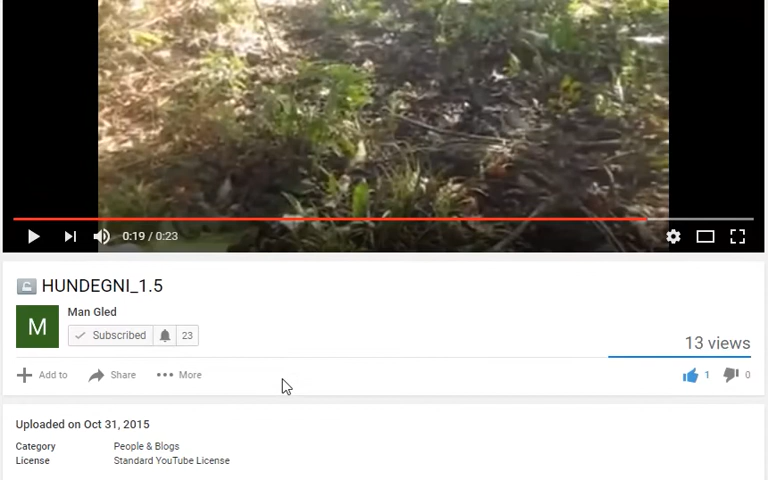 0:19 / 0:23
HUNDEGNI_1.5
M
Man Gled
Subscribed 23
13 views
Add to Share More 1 0
Uploaded on Oct 31, 2015
Category People & Blogs
License Standard YouTube License